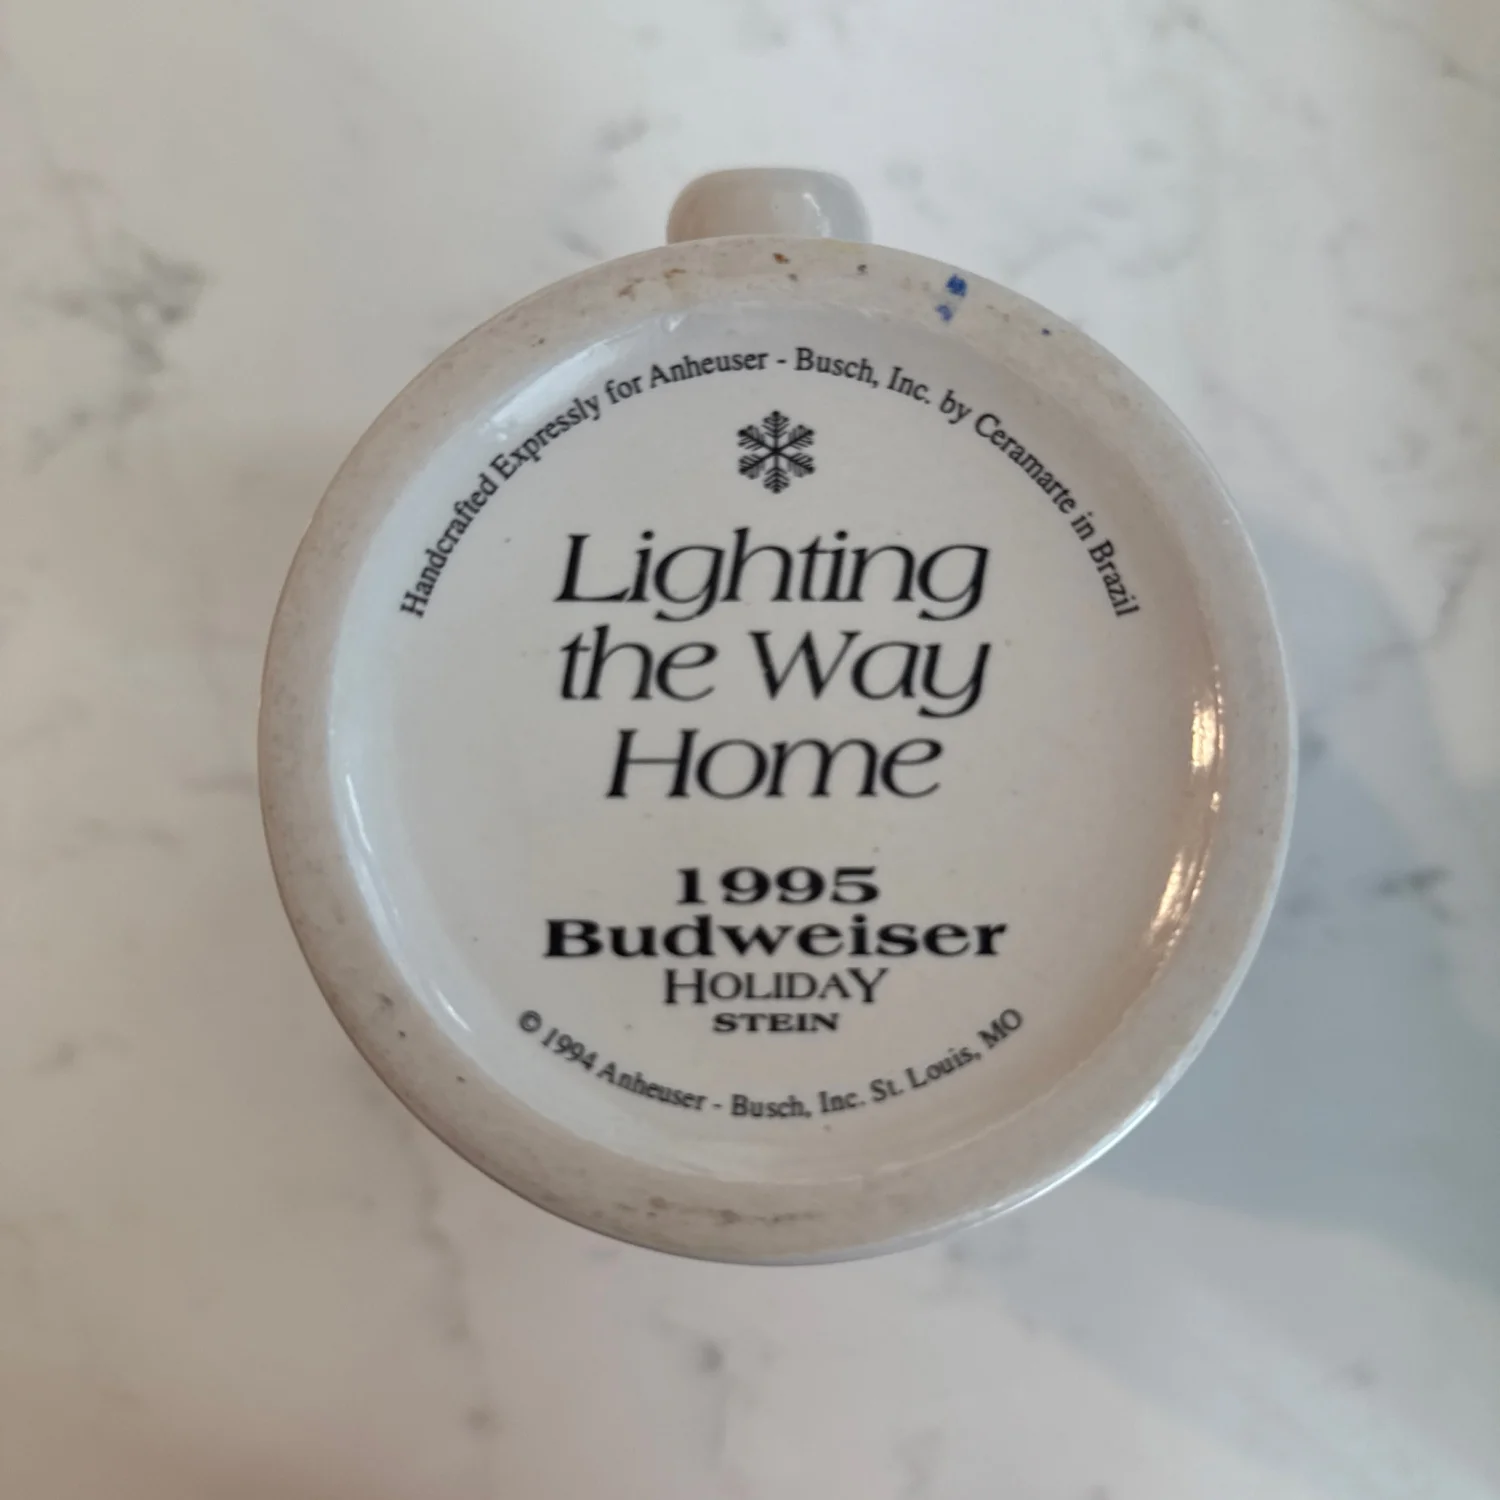 Handcrafted Expressly for Anheuser - Busch, Inc. by Ceramarte in Brazil
Lighting
the Way
Home
1995
Budweiser
HOLIDAY
STEIN
© 1994 Anheuser - Busch, Inc. St. Louis, MO